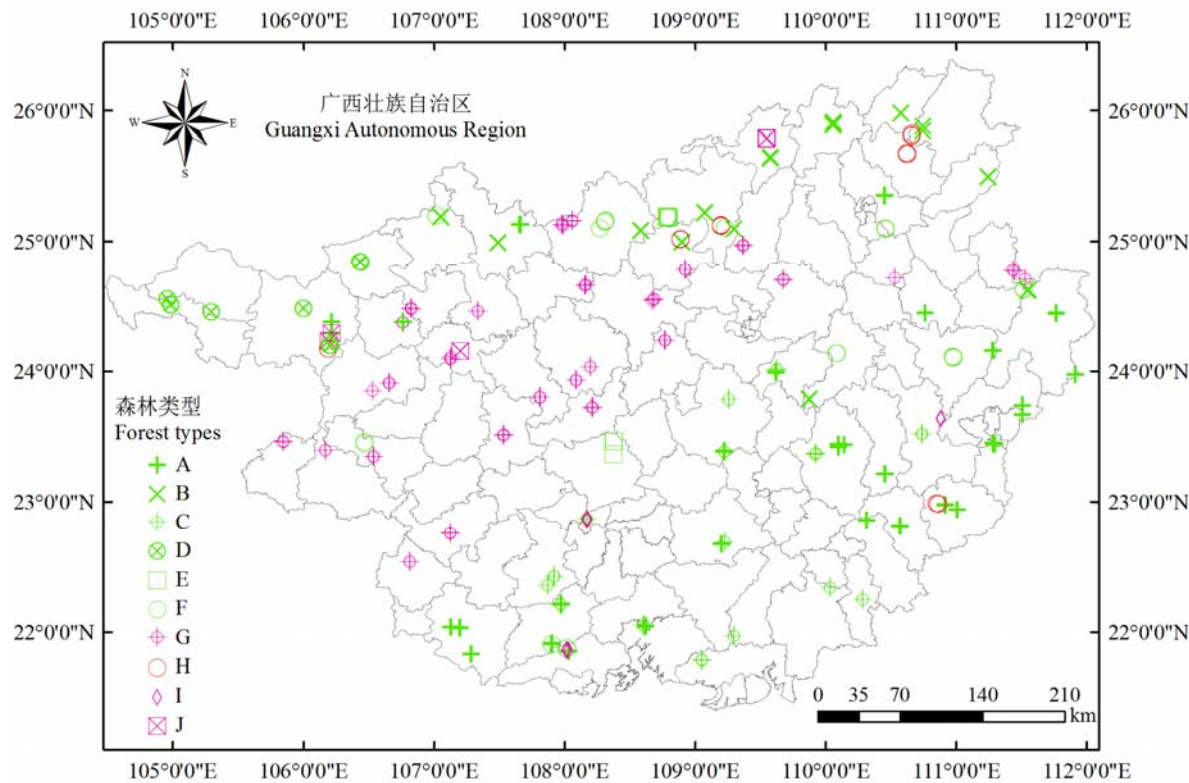 105°0'0"E 106°0'0"E 107°0'0"E 108°0'0"E 109°0'0"E 110°0'0"E 111°0'0"E 112°0'0"E
N
W E
S
广西壮族自治区
Guangxi Autonomous Region
26°0'0"N 26°0'0"N
25°0'0"N 25°0'0"N
24°0'0"N 24°0'0"N
森林类型
Forest types
A
B
23°0'0"N 23°0'0"N
C
D
E
F
22°0'0"N 22°0'0"N
G
H
I
J
0 35 70 140 210
km
105°0'0"E 106°0'0"E 107°0'0"E 108°0'0"E 109°0'0"E 110°0'0"E 111°0'0"E 112°0'0"E